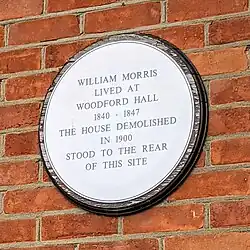 WILLIAM MORRIS
LIVED AT
WOODFORD HALL
1840 - 1847
THE HOUSE DEMOLISHED
IN 1900
STOOD TO THE REAR
OF THIS SITE